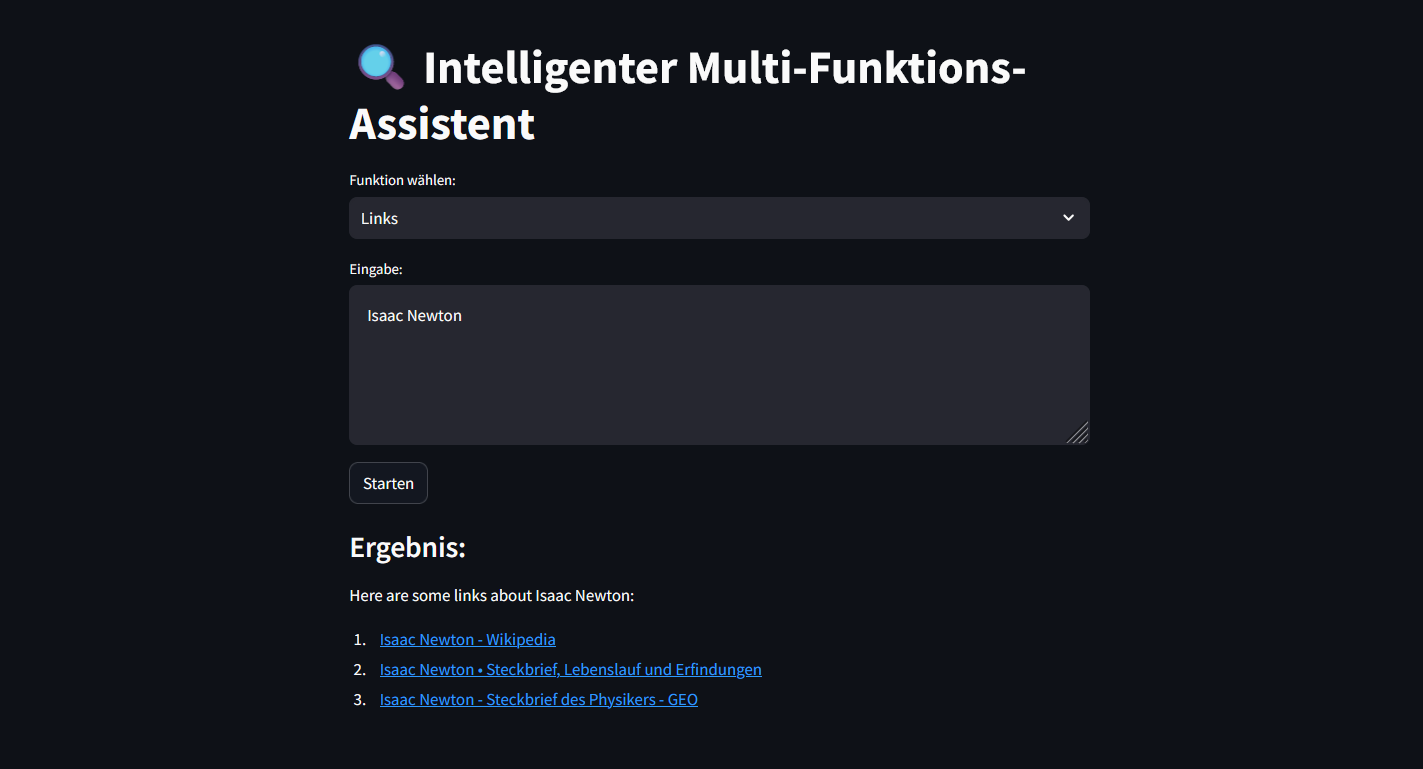 Intelligenter Multi-Funktions-
Assistent
Funktion wählen:
Links
Eingabe:
Isaac Newton
Starten
Ergebnis:
Here are some links about Isaac Newton:
1. Isaac Newton - Wikipedia
2. Isaac Newton • Steckbrief, Lebenslauf und Erfindungen
3. Isaac Newton - Steckbrief des Physikers - GEO